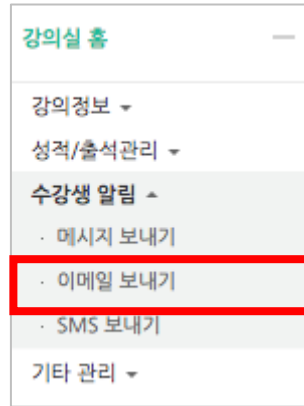 강의실 홈
강의정보
성적/출석관리
수강생 알림
· 메시지 보내기
· 이메일 보내기
· SMS 보내기
기타 관리